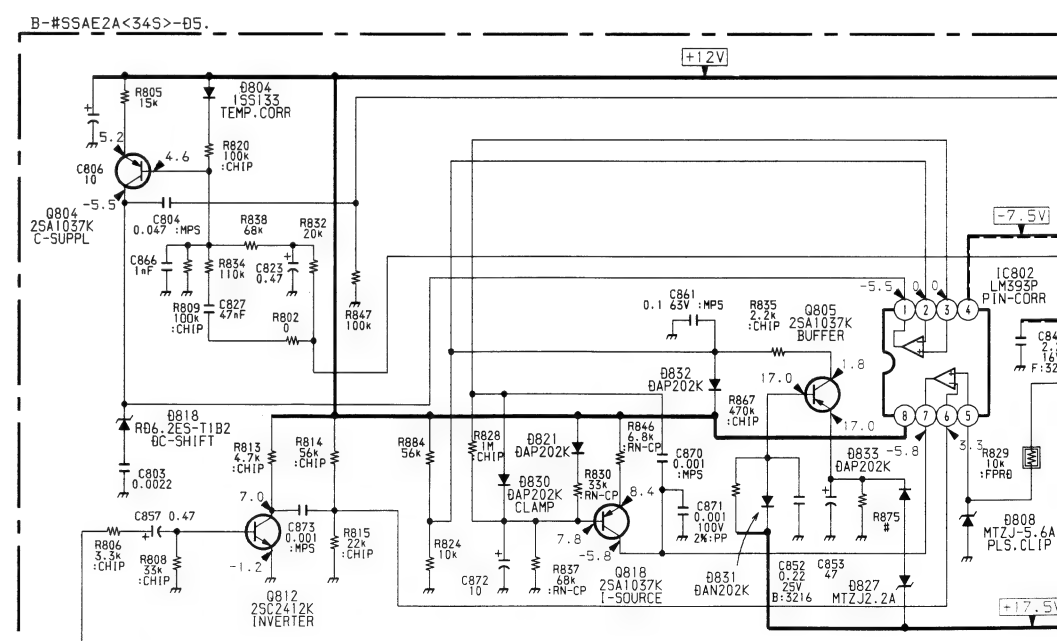 B-#SSAE2A<34S>-D5.
+12V
R805
15k
D804
1SS133
TEMP.CORR
R820
100k
:CHIP
5.2
4.6
C806
10
-5.5
Q804
2SA1037K
C-SUPPL
C804
0.047 :MPS
R838
68k
R832
20k
C866
1nF
R834
110k
C823
0.47
R809
100k
:CHIP
C827
47nF
R802
0
R847
100k
-7.5V
IC802
LM393P
PIN-CORR
-5.5
0
0
1
2
3
4
8
7
6
5
C861
0.1 63V :MPS
R835
2.2k
:CHIP
Q805
2SA1037K
BUFFER
1.8
17.0
17.0
D832
DAP202K
R867
470k
:CHIP
D818
RD6.2ES-T1B2
DC-SHIFT
C803
0.0022
R813
4.7k
:CHIP
R814
56k
:CHIP
R884
56k
R828
1M
:CHIP
D821
DAP202K
D830
DAP202K
CLAMP
R830
33k
:RN-CP
R846
6.8k
:RN-CP
C870
0.001
:MPS
8.4
7.8
-5.8
C871
0.001
100V
2%:PP
D833
DAP202K
-5.8
3.3
R829
10k
:FPRD
D808
MTZJ-5.6A
PLS.CLIP
R875
#
7.0
C857 0.47
R806
3.3k
:CHIP
R808
33k
:CHIP
-1.2
Q812
2SC2412K
INVERTER
C873
0.001
:MPS
R815
22k
:CHIP
R824
10k
C872
10
R837
68k
:RN-CP
Q818
2SA1037K
I-SOURCE
D831
DAN202K
C852
0.22
25V
B:3216
C853
47
D827
MTZJ2.2A
+17.5V